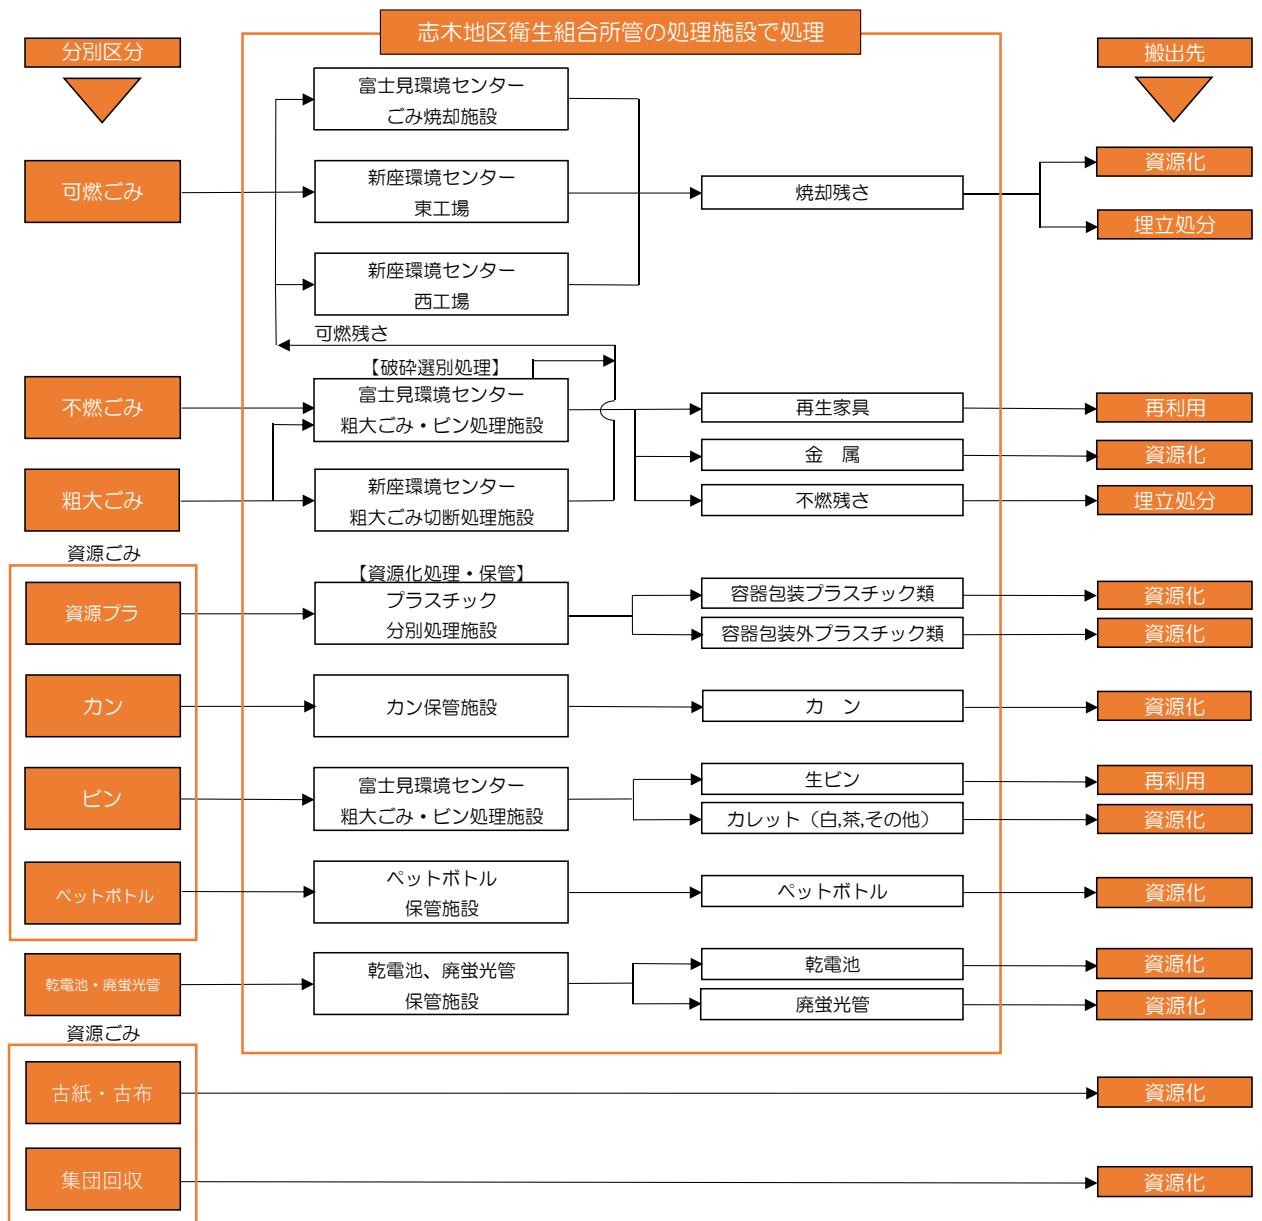 志木地区衛生組合所管の処理施設で処理
分別区分
搬出先
富士見環境センター
ごみ焼却施設
可燃ごみ
新座環境センター
東工場
焼却残さ
資源化
埋立処分
新座環境センター
西工場
可燃残さ
【破砕選別処理】
不燃ごみ
富士見環境センター
粗大ごみ・ビン処理施設
再生家具
再利用
金　属
資源化
粗大ごみ
新座環境センター
粗大ごみ切断処理施設
不燃残さ
埋立処分
資源ごみ
【資源化処理・保管】
資源プラ
プラスチック
分別処理施設
容器包装プラスチック類
資源化
容器包装外プラスチック類
資源化
カン
カン保管施設
カ　ン
資源化
ビン
富士見環境センター
粗大ごみ・ビン処理施設
生ビン
再利用
カレット（白,茶,その他）
資源化
ペットボトル
ペットボトル
保管施設
ペットボトル
資源化
乾電池・廃蛍光管
乾電池、廃蛍光管
保管施設
乾電池
資源化
廃蛍光管
資源化
資源ごみ
古紙・古布
資源化
集団回収
資源化